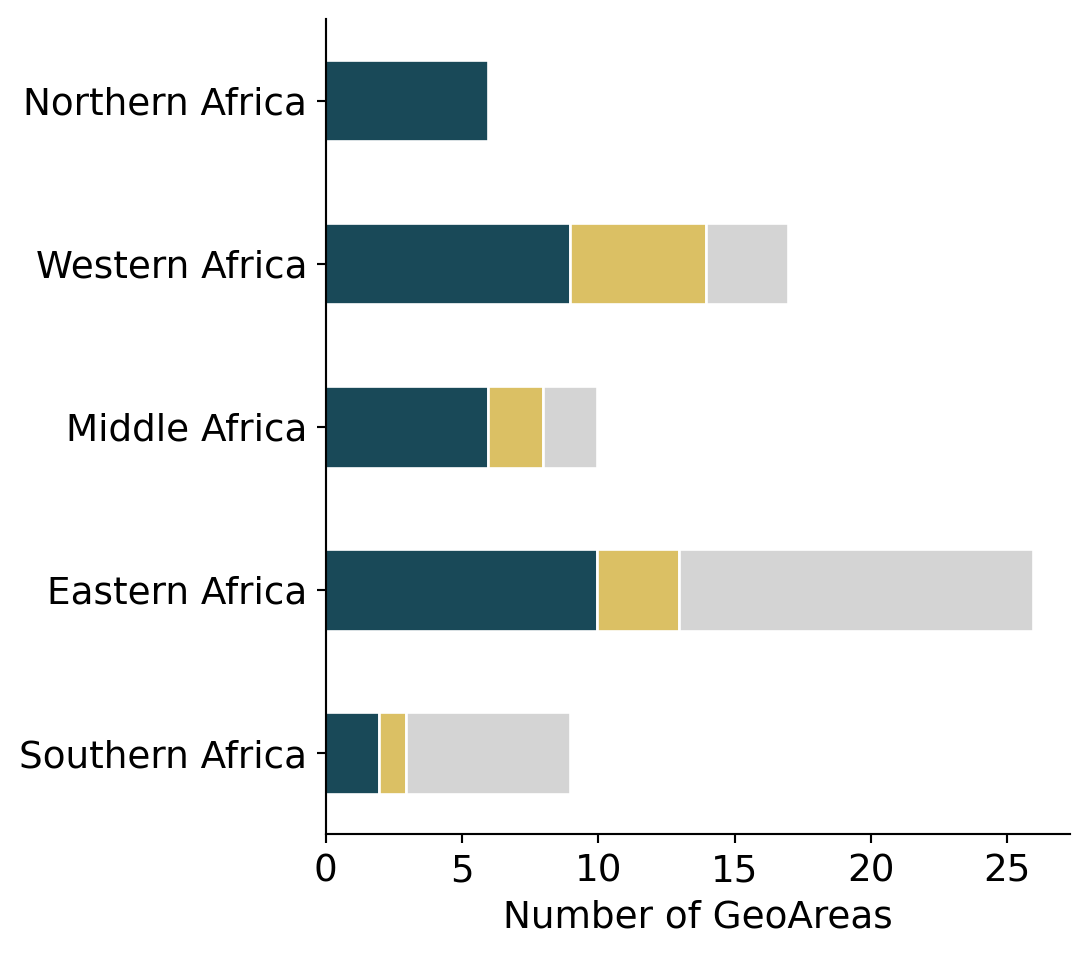 Northern Africa
Western Africa
Middle Africa
Eastern Africa
Southern Africa
0 5 10 15 20 25
Number of GeoAreas